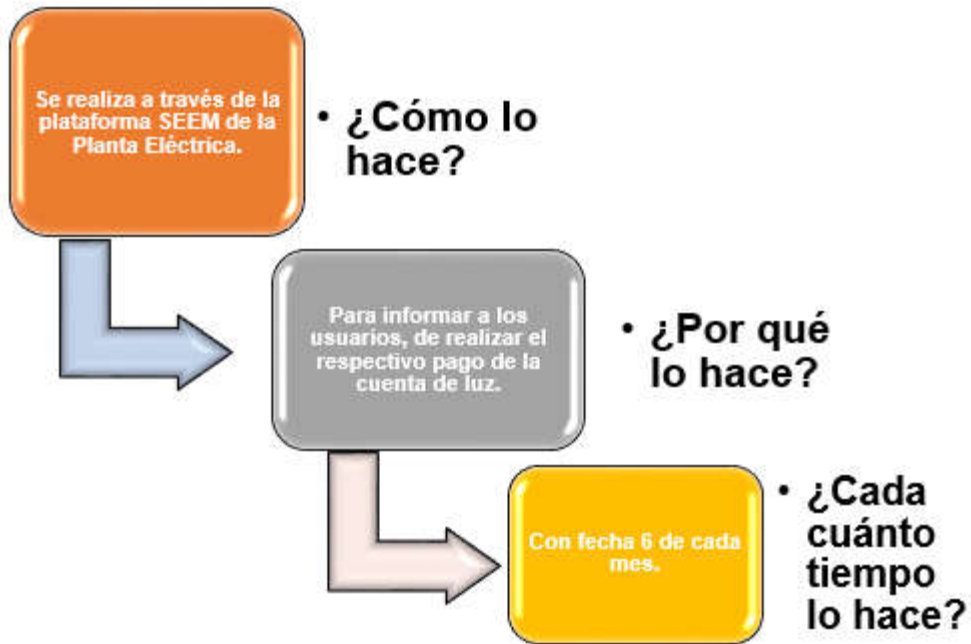 Se realiza a través de la
plataforma SEEM de la
Planta Eléctrica.
• ¿Cómo lo
hace?
Para informar a los
usuarios, de realizar el
respectivo pago de la
cuenta de luz.
• ¿Por qué
lo hace?
Con fecha 6 de cada
mes.
• ¿Cada
cuánto
tiempo
lo hace?